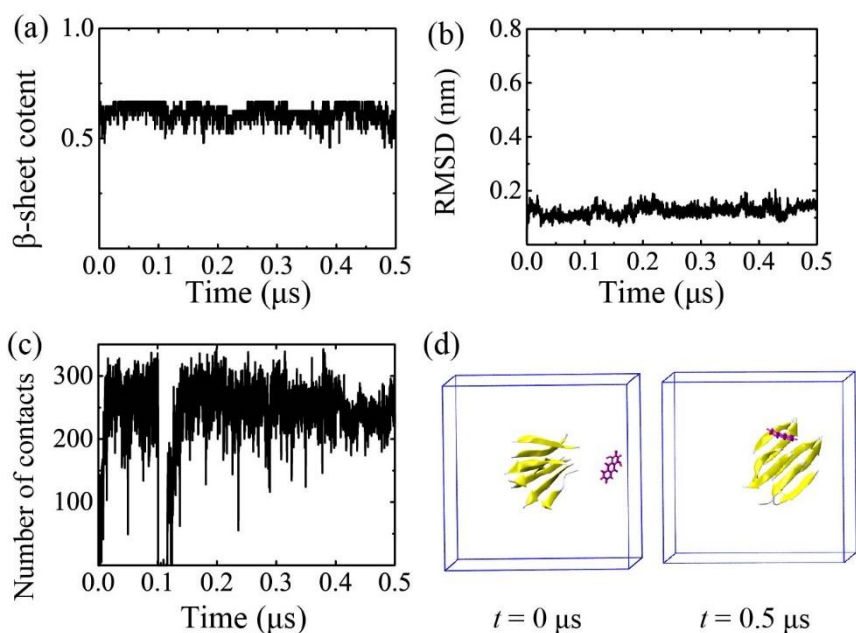 (a)
1.0
0.5
β-sheet cotent
0.0 0.1 0.2 0.3 0.4 0.5
Time (μs)
(b)
0.8
0.6
0.4
0.2
RMSD (nm)
0.0 0.1 0.2 0.3 0.4 0.5
Time (μs)
(c)
300
200
100
Number of contacts
0.0 0.1 0.2 0.3 0.4 0.5
Time (μs)
(d)
t = 0 μs
t = 0.5 μs